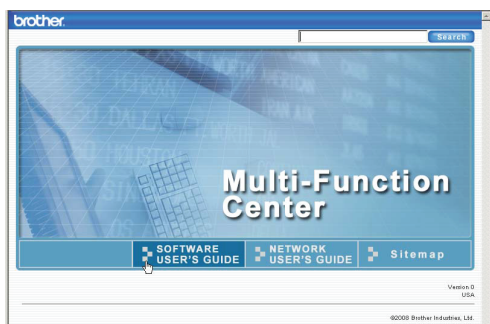 brother.
Search
Multi-Function
Center
SOFTWARE
USER'S GUIDE
NETWORK
USER'S GUIDE
Sitemap
Version 0
USA
©2008 Brother Industries, Ltd.